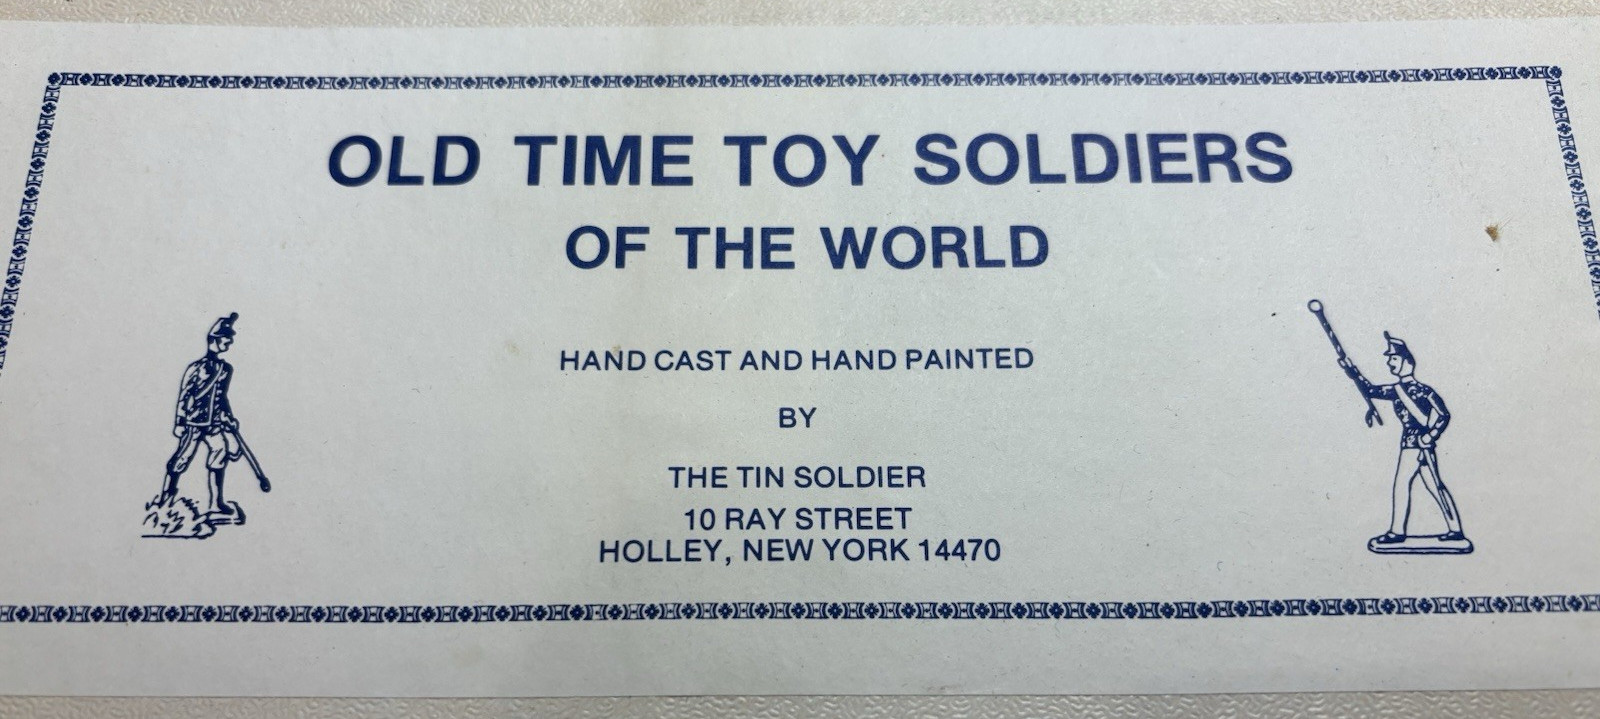 OLD TIME TOY SOLDIERS
OF THE WORLD
HAND CAST AND HAND PAINTED
BY
THE TIN SOLDIER
10 RAY STREET
HOLLEY, NEW YORK 14470